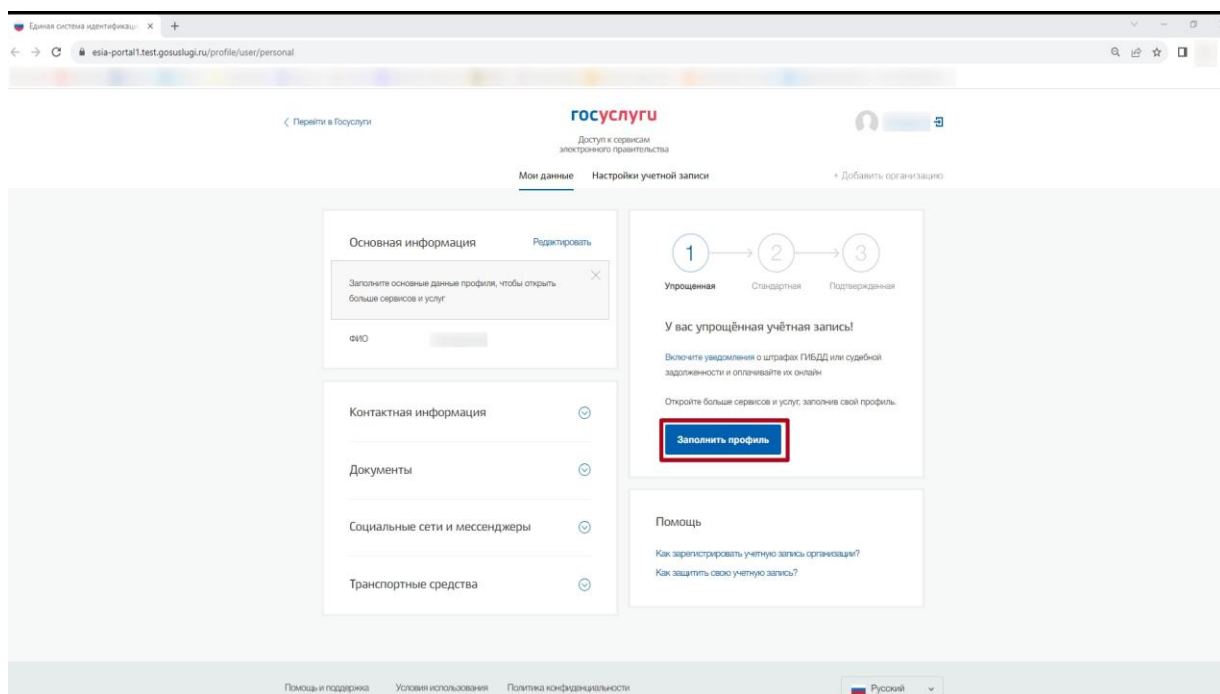 Единая система идентификаци
esia-portal1.test.gosuslugi.ru/profile/user/personal
Перейти в Госуслуги
госуслуги
Доступ к сервисам
электронного правительства
Мои данные Настройки учетной записи + Добавить организацию
Основная информация Редактировать
Заполните основные данные профиля, чтобы открыть
больше сервисов и услуг
ФИО
Контактная информация
Документы
Социальные сети и мессенджеры
Транспортные средства
1 2 3
Упрощенная Стандартная Подтвержденная
У вас упрощённая учётная запись!
Включите уведомления о штрафах ГИБДД или судебной
задолженности и оплачивайте их онлайн
Откройте больше сервисов и услуг, заполнив свой профиль.
Заполнить профиль
Помощь
Как зарегистрировать учетную запись организации?
Как защитить свою учетную запись?
Помощь и поддержка Условия использования Политика конфиденциальности Русский